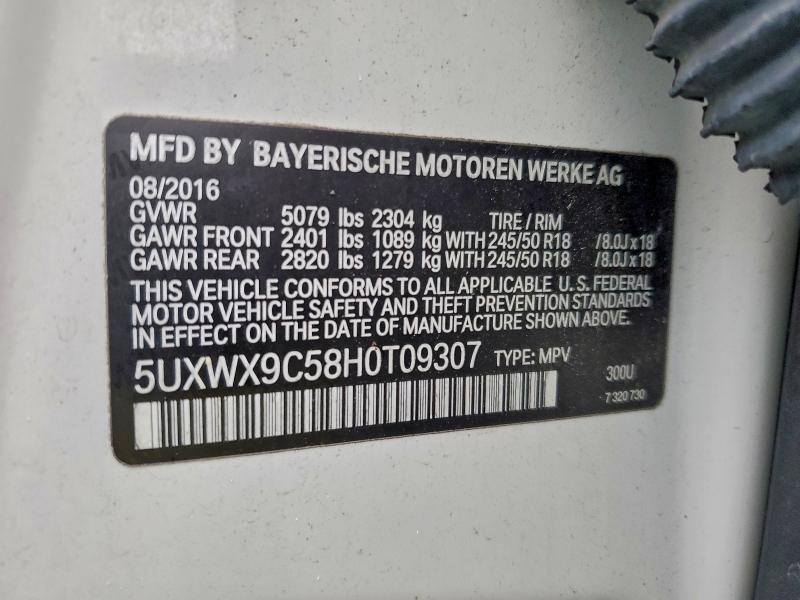 MFD BY BAYERISCHE MOTOREN WERKE AG
08/2016
GVWR 5079 lbs 2304 kg TIRE / RIM
GAWR FRONT 2401 lbs 1089 kg WITH 245/50 R18 /8.0J x 18
GAWR REAR 2820 lbs 1279 kg WITH 245/50 R18 /8.0J x 18
THIS VEHICLE CONFORMS TO ALL APPLICABLE U.S. FEDERAL
MOTOR VEHICLE SAFETY AND THEFT PREVENTION STANDARDS
IN EFFECT ON THE DATE OF MANUFACTURE SHOWN ABOVE.
5UXWX9C58H0T09307 TYPE: MPV
300U
7 320 730